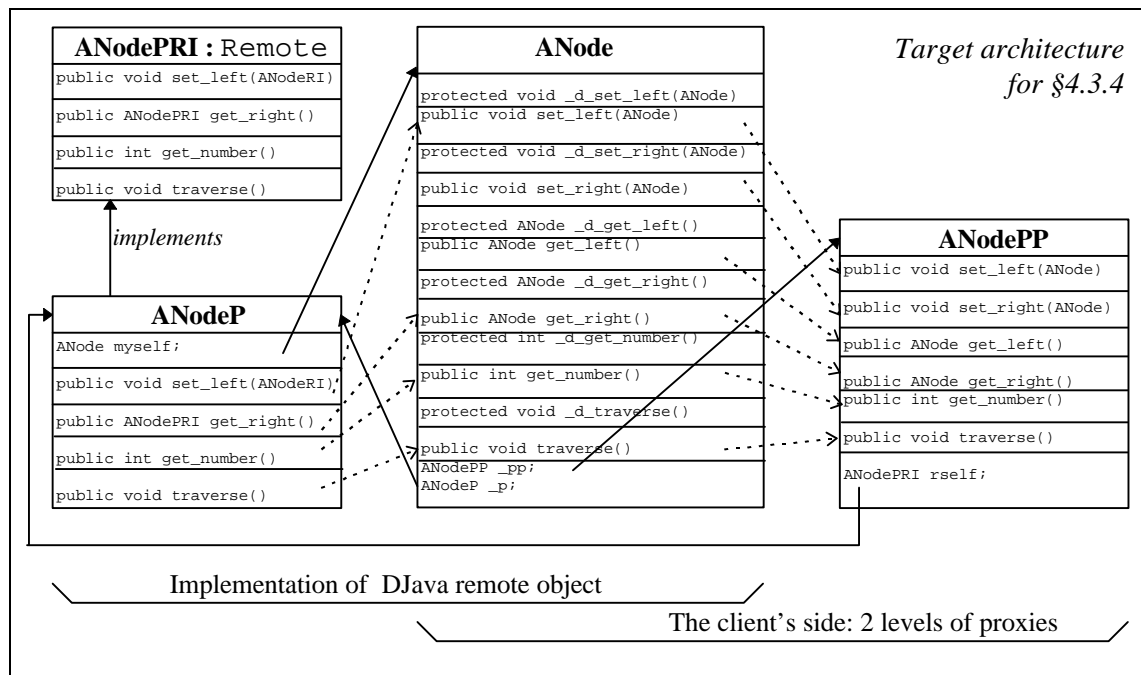 ANodePRI : Remote
public void set_left(ANodeRI)
public ANodePRI get_right()
public int get_number()
public void traverse()
implements
ANodeP
ANode myself;
public void set_left(ANodeRI)
public ANodePRI get_right()
public int get_number()
public void traverse()
ANode
protected void _d_set_left(ANode)
public void set_left(ANode)
protected void _d_set_right(ANode)
public void set_right(ANode)
protected ANode _d_get_left()
public ANode get_left()
protected ANode _d_get_right()
public ANode get_right()
protected int _d_get_number()
public int get_number()
protected void _d_traverse()
public void traverse()
ANodePP _pp;
ANodeP _p;
Target architecture
for §4.3.4
ANodePP
public void set_left(ANode)
public void set_right(ANode)
public ANode get_left()
public ANode get_right()
public int get_number()
public void traverse()
ANodePRI rself;
Implementation of DJava remote object
The client's side: 2 levels of proxies